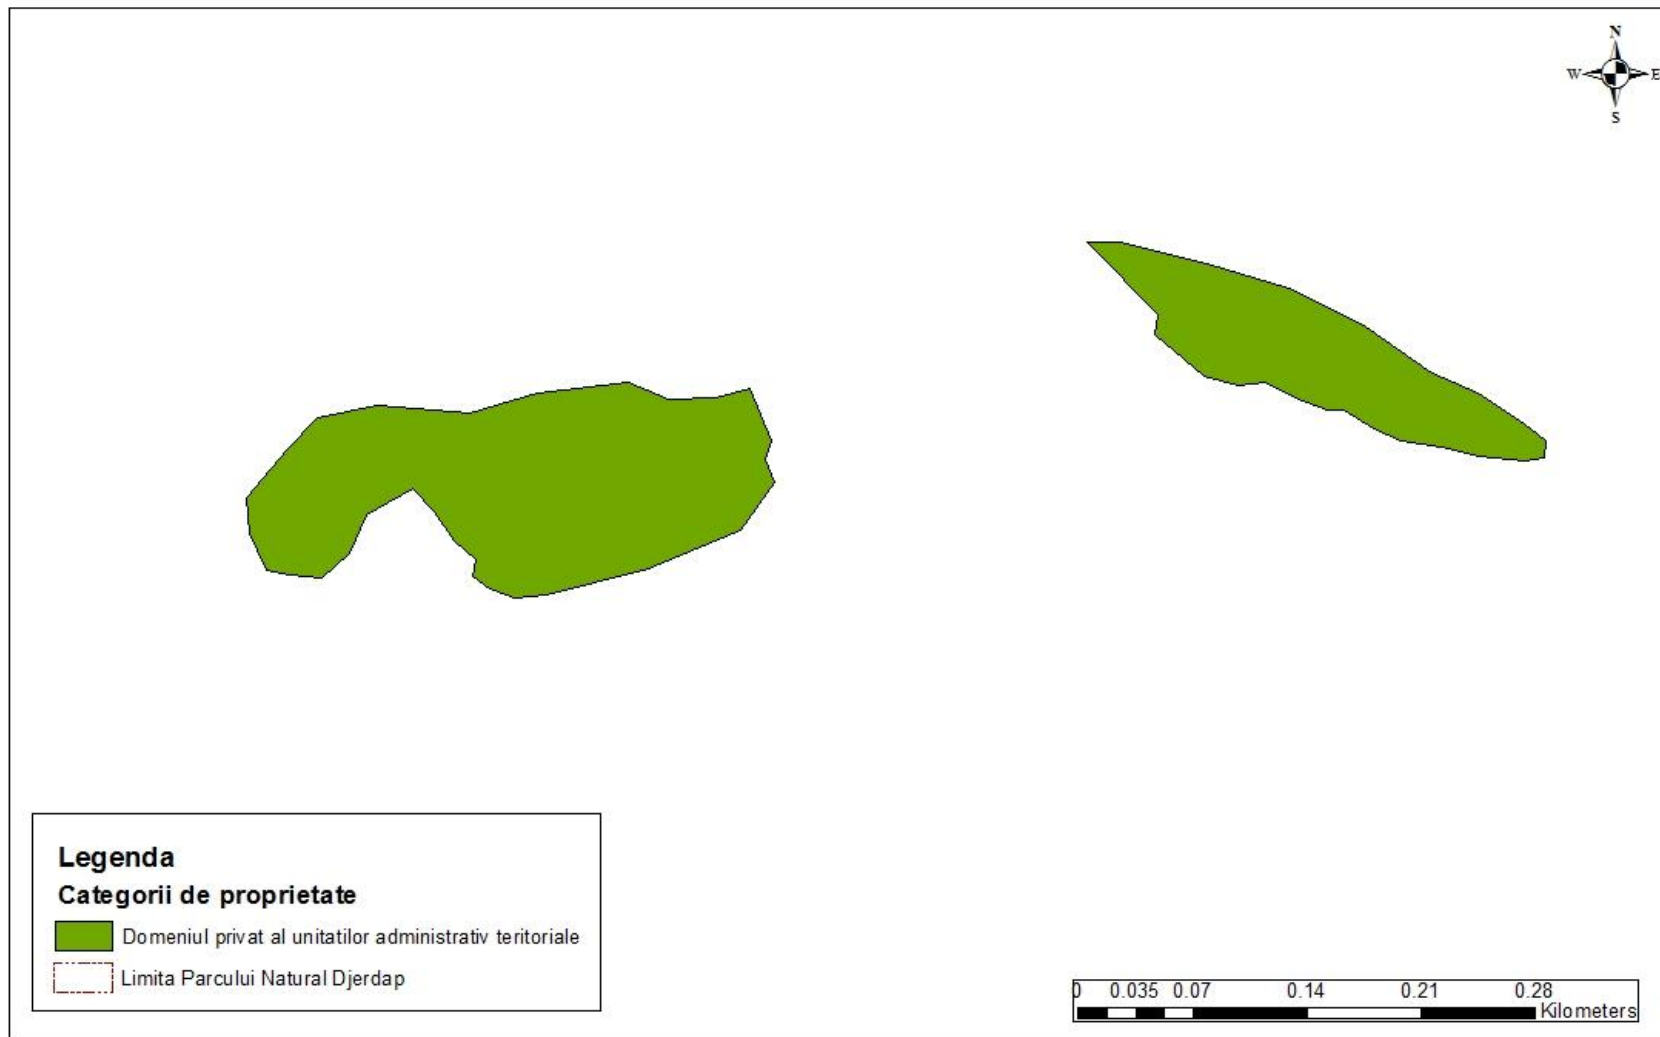 N
W E
S
Legenda
Categorii de proprietate
Domeniul privat al unitatilor administrativ teritoriale
Limita Parcului Natural Djerdap
0 0.035 0.07 0.14 0.21 0.28
Kilometers